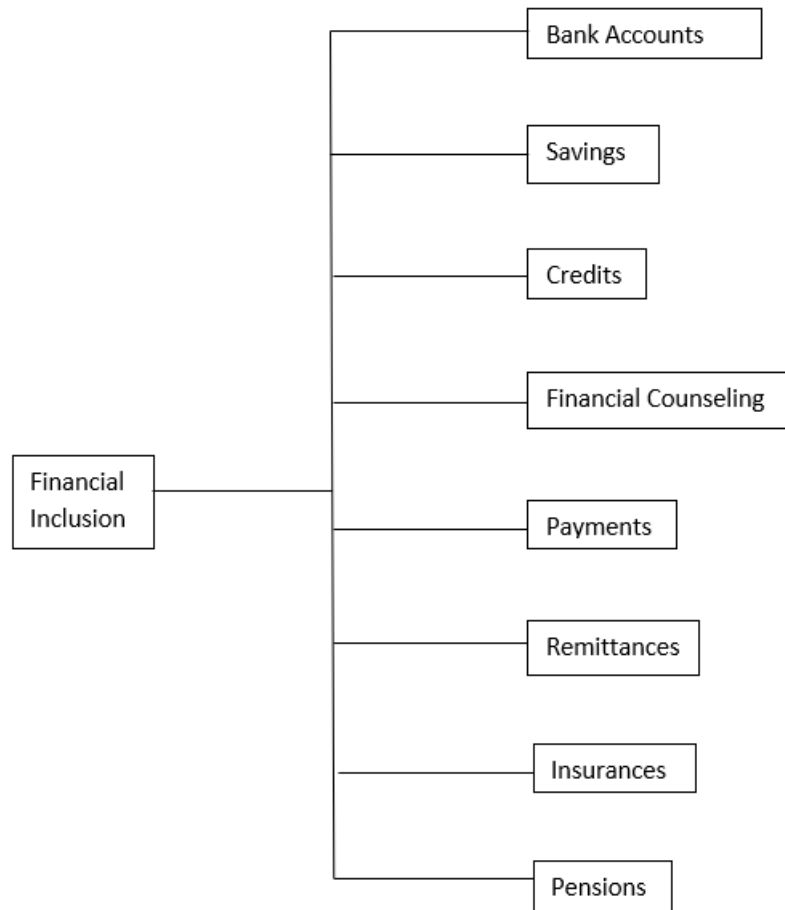 Bank Accounts
Savings
Credits
Financial Counseling
Financial
Inclusion
Payments
Remittances
Insurances
Pensions